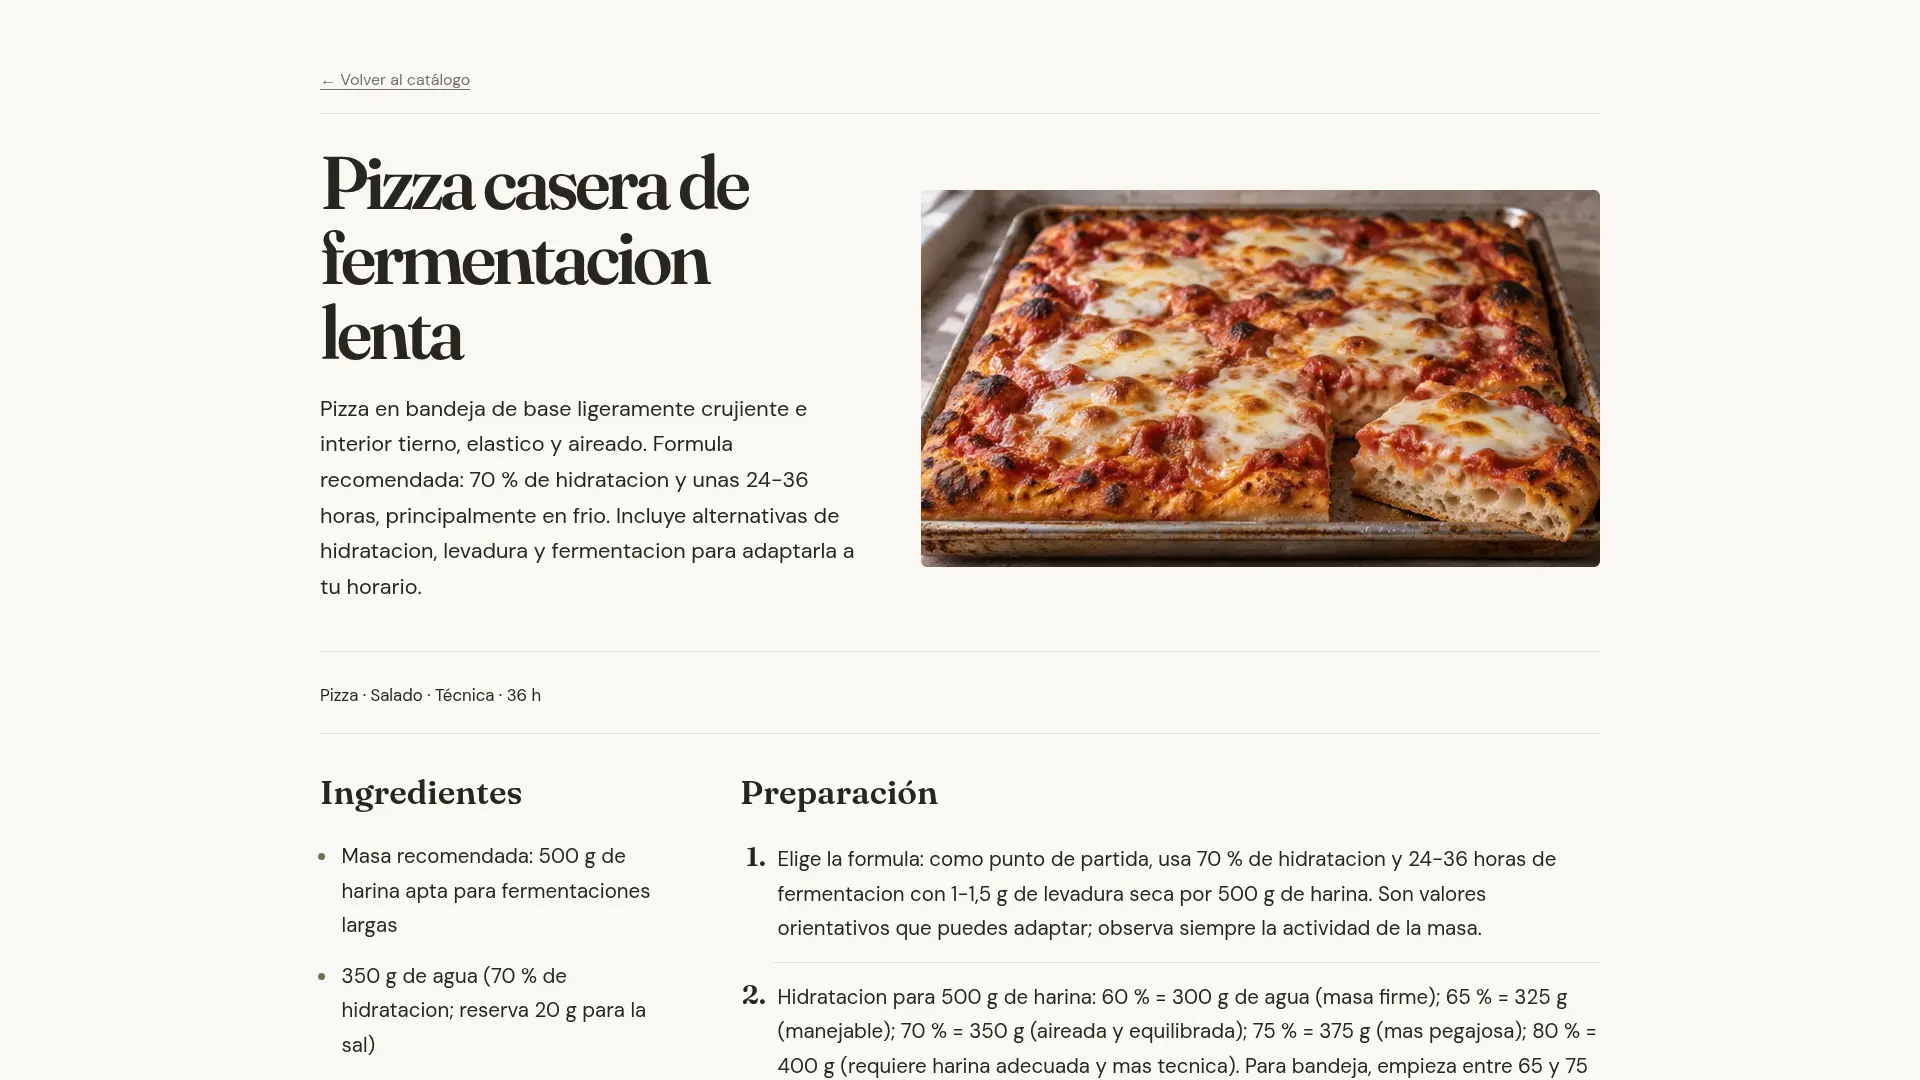 ← Volver al catálogo
Pizza casera de
fermentacion
lenta
Pizza en bandeja de base ligeramente crujiente e
interior tierno, elastico y aireado. Formula
recomendada: 70 % de hidratacion y unas 24-36
horas, principalmente en frio. Incluye alternativas de
hidratacion, levadura y fermentacion para adaptarla a
tu horario.
Pizza · Salado · Técnica · 36 h
Ingredientes
• Masa recomendada: 500 g de
harina apta para fermentaciones
largas
• 350 g de agua (70 % de
hidratacion; reserva 20 g para la
sal)
Preparación
1. Elige la formula: como punto de partida, usa 70 % de hidratacion y 24-36 horas de
fermentacion con 1-1,5 g de levadura seca por 500 g de harina. Son valores
orientativos que puedes adaptar; observa siempre la actividad de la masa.
2. Hidratacion para 500 g de harina: 60 % = 300 g de agua (masa firme); 65 % = 325 g
(manejable); 70 % = 350 g (aireada y equilibrada); 75 % = 375 g (mas pegajosa); 80 % =
400 g (requiere harina adecuada y mas tecnica). Para bandeja, empieza entre 65 y 75